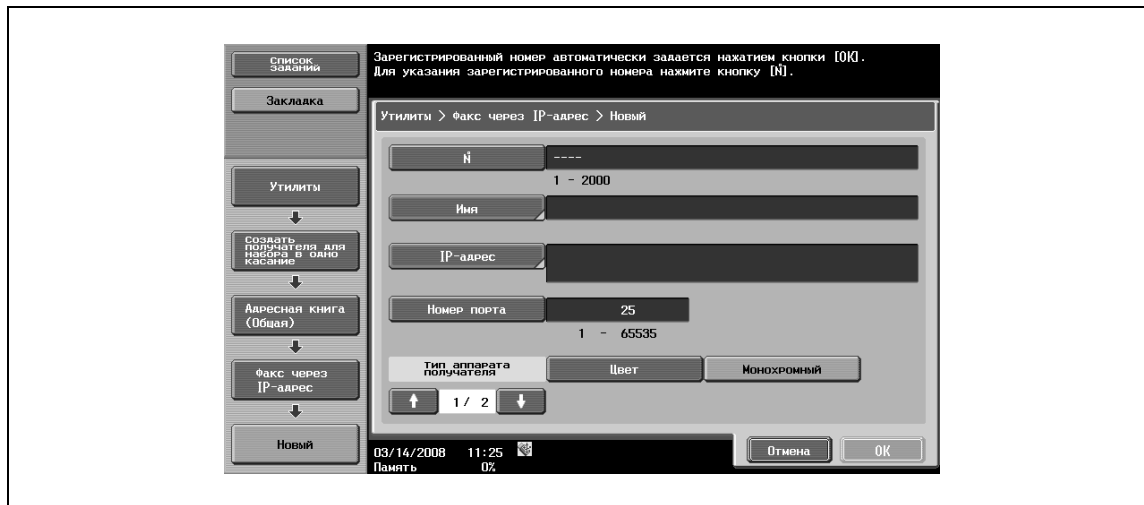 Список
заданий
Закладка
Утилиты
Создать
получателя для
набора в одно
касание
Адресная книга
(Общая)
Факс через
IP-адрес
Новый
Зарегистрированный номер автоматически задается нажатием кнопки [OK].
Для указания зарегистрированного номера нажмите кнопку [№].
Утилиты > Факс через IP-адрес > Новый
№ ----
1 - 2000
Имя
IP-адрес
Номер порта 25
1 - 65535
Тип аппарата
получателя Цвет Монохромный
1/ 2
03/14/2008 11:25
Память 0%
Отмена OK